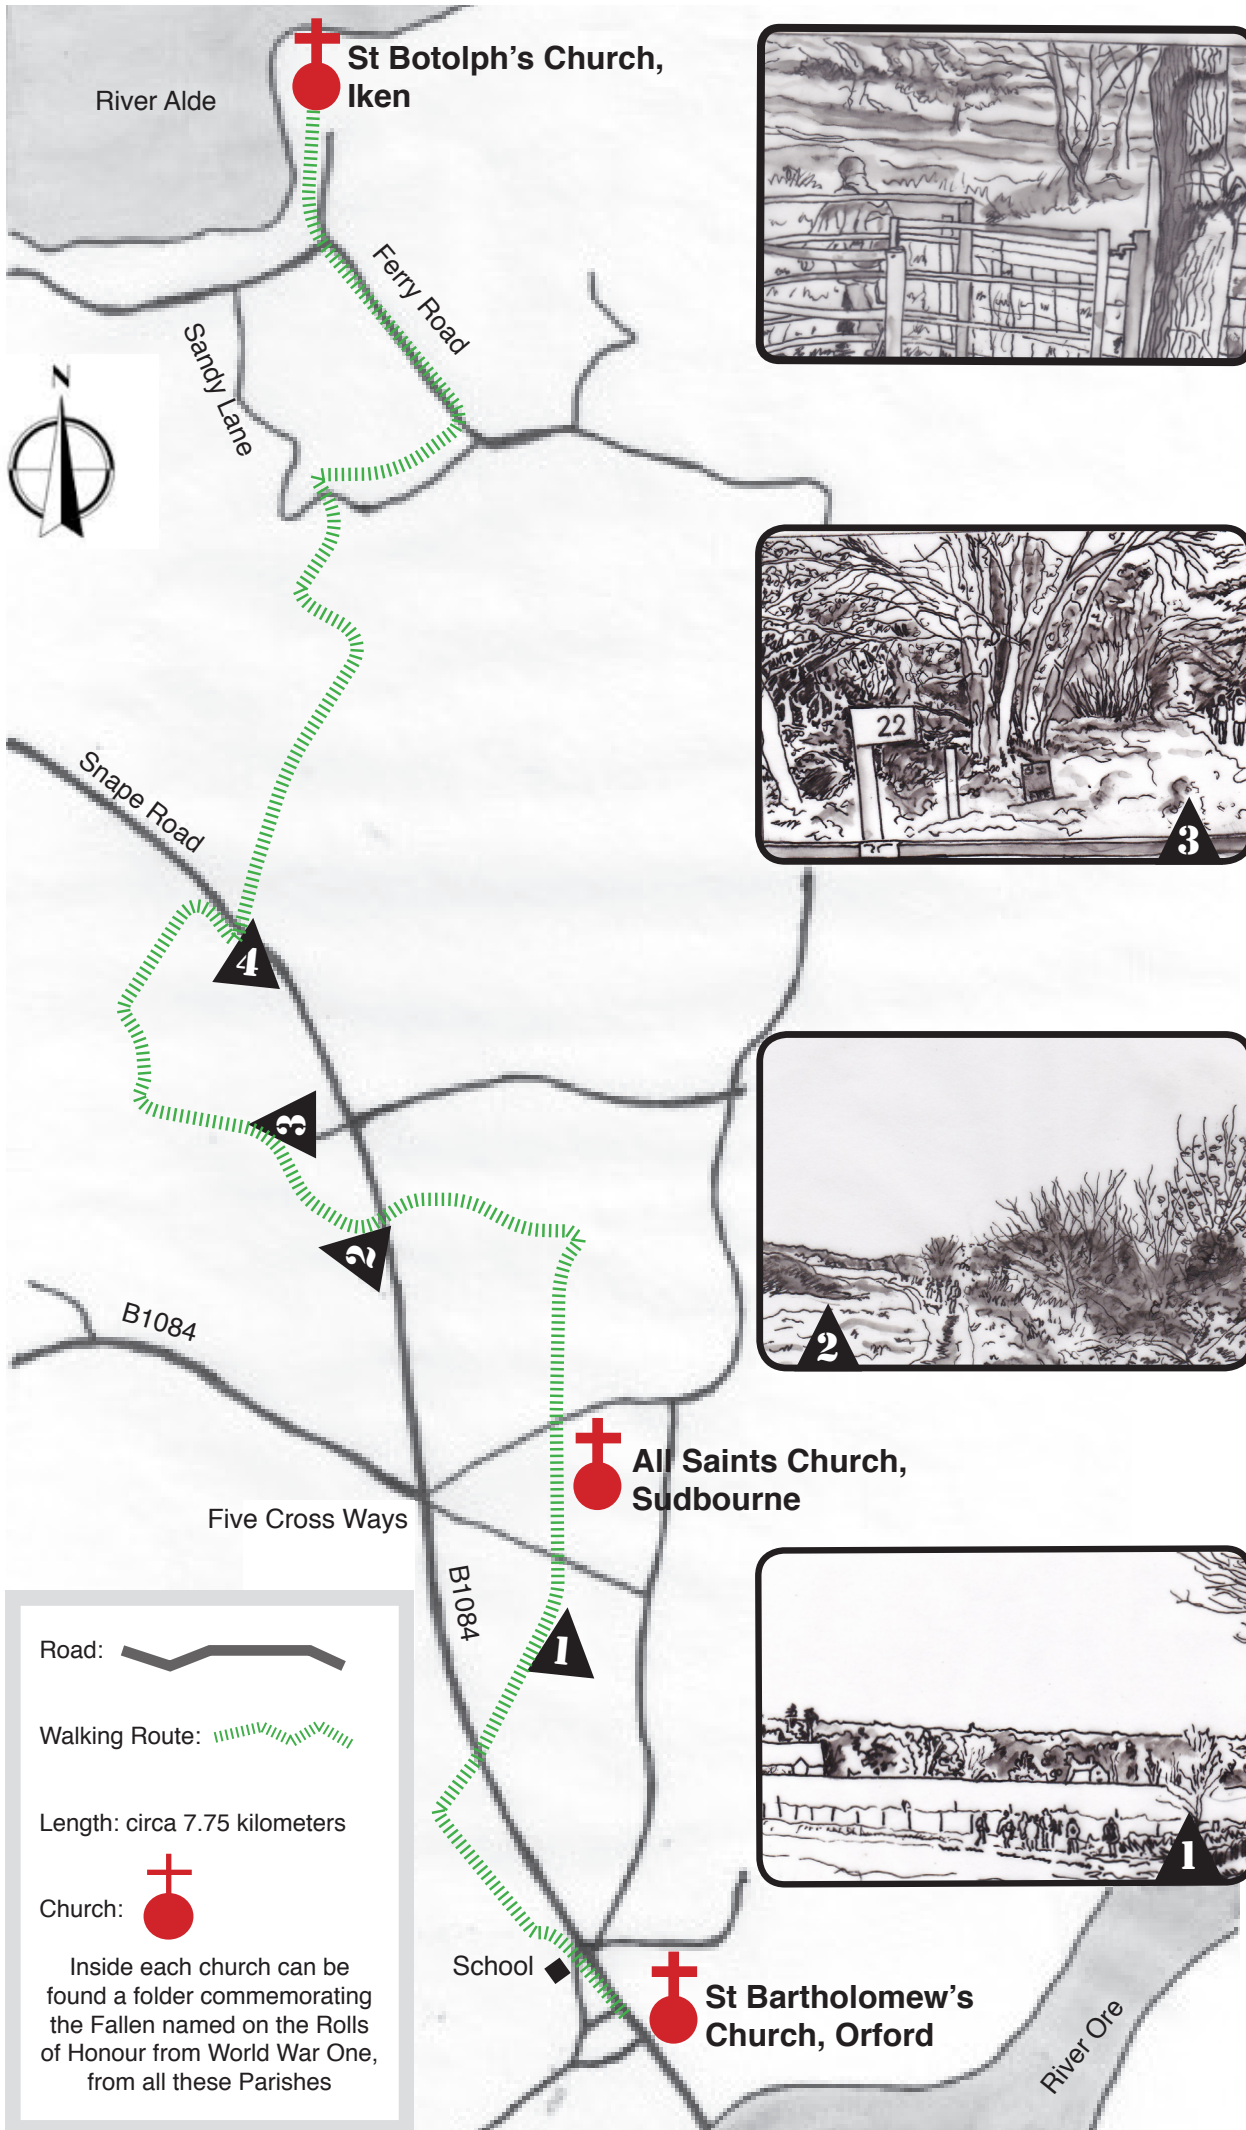 St Botolph's Church,
Iken
River Alde
Ferry Road
Sandy Lane
N
22
3
Snape Road
4
3
2
2
B1084
All Saints Church,
Sudbourne
Five Cross Ways
B1084
1
1
Road:
Walking Route:
Length: circa 7.75 kilometers
Church:
Inside each church can be
found a folder commemorating
the Fallen named on the Rolls
of Honour from World War One,
from all these Parishes
School
St Bartholomew's
Church, Orford
River Ore